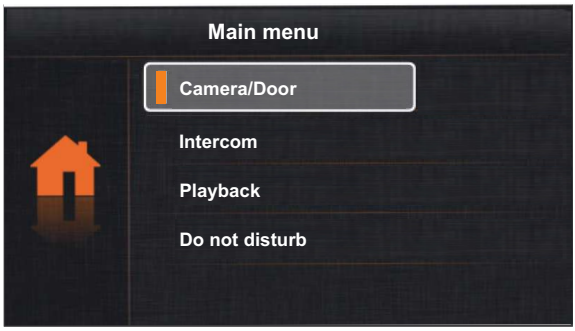 Main menu
Camera/Door
Intercom
Playback
Do not disturb